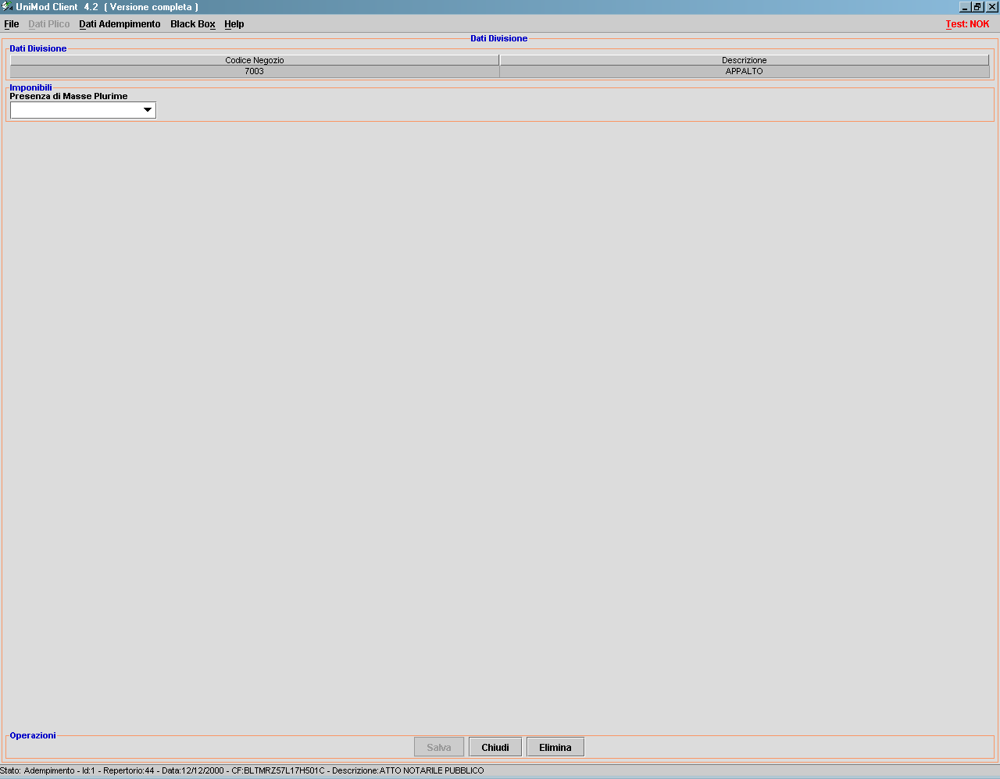 UniMod Client 4.2 ( Versione completa )
File Dati Plico Dati Adempimento Black Box Help Test: NOK
Dati Divisione
Dati Divisione
Codice Negozio Descrizione
7003 APPALTO
Imponibili
Presenza di Masse Plurime
Operazioni
Salva Chiudi Elimina
Stato: Adempimento - Id:1 - Repertorio:44 - Data:12/12/2000 - CF:BLTMRZ57L17H501C - Descrizione:ATTO NOTARILE PUBBLICO